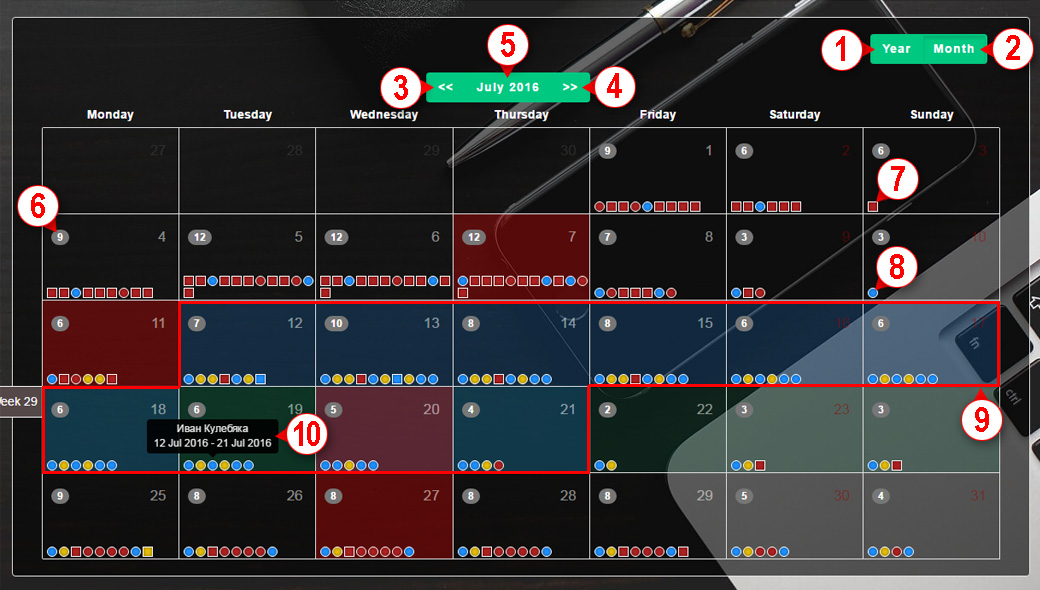 1 Year Month 2
5
3 << July 2016 >> 4
Monday Tuesday Wednesday Thursday Friday Saturday Sunday
27 28 29 30 9 1 6 2 6 3
7
6
9 4 12 5 12 6 12 7 7 8 3 9 3 10
8
6 11 7 12 10 13 8 14 8 15 6 16 6
fn
ctrl
eek 29
6 18 6 19 5 20 4 21 2 22 3 23 3
9
Иван Кулебяка
12 Jul 2016 - 21 Jul 2016
10
9 25 8 26 8 27 8 28 8 29 5 30 4 31